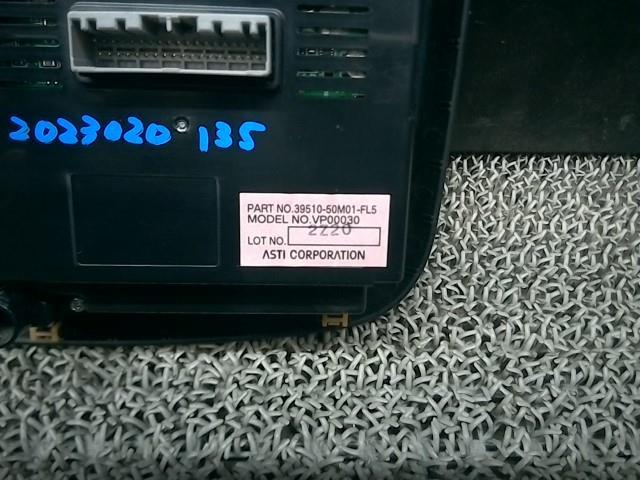 2023020 135
PART NO.39510-50M01-FL5
MODEL NO.VP00030
LOT NO. 2Z20
ASTI CORPORATION